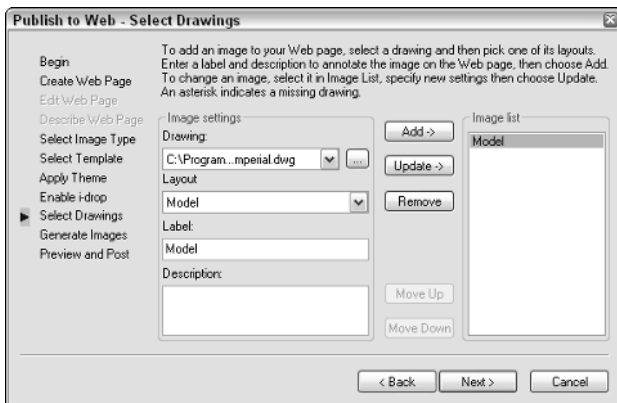 Publish to Web - Select Drawings
Begin
Create Web Page
Edit Web Page
Describe Web Page
Select Image Type
Select Template
Apply Theme
Enable i-drop
Select Drawings
Generate Images
Preview and Post
To add an image to your Web page, select a drawing and then pick one of its layouts.
Enter a label and description to annotate the image on the Web page, then choose Add.
To change an image, select it in Image List, specify new settings then choose Update.
An asterisk indicates a missing drawing.
Image settings
Drawing:
C:\Program...mperial.dwg
...
Layout
Model
Label:
Model
Description:
Add ->
Update ->
Remove
Move Up
Move Down
Image list
Model
< Back
Next >
Cancel